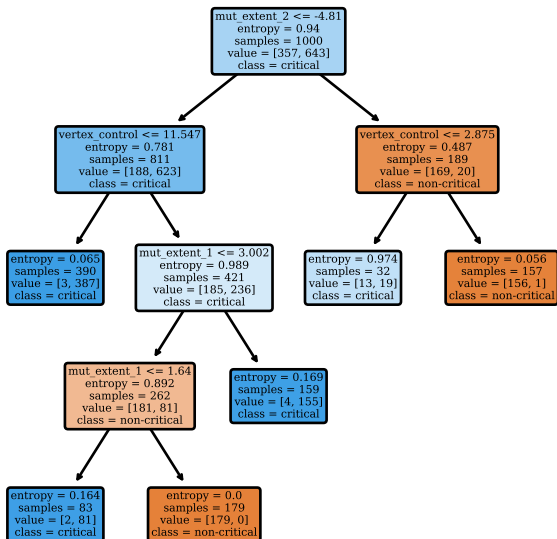 mut_extent_2 <= -4.81
entropy = 0.94
samples = 1000
value = [357, 643]
class = critical
vertex_control <= 11.547
entropy = 0.781
samples = 811
value = [188, 623]
class = critical
vertex_control <= 2.875
entropy = 0.487
samples = 189
value = [169, 20]
class = non-critical
entropy = 0.065
samples = 390
value = [3, 387]
class = critical
mut_extent_1 <= 3.002
entropy = 0.989
samples = 421
value = [185, 236]
class = critical
entropy = 0.974
samples = 32
value = [13, 19]
class = critical
entropy = 0.056
samples = 157
value = [156, 1]
class = non-critical
mut_extent_1 <= 1.64
entropy = 0.892
samples = 262
value = [181, 81]
class = non-critical
entropy = 0.169
samples = 159
value = [4, 155]
class = critical
entropy = 0.164
samples = 83
value = [2, 81]
class = critical
entropy = 0.0
samples = 179
value = [179, 0]
class = non-critical